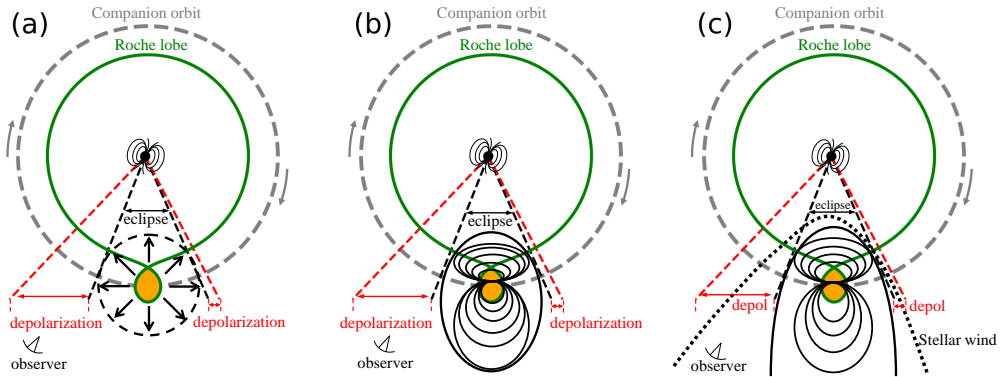 (a)
Companion orbit
Roche lobe
eclipse
depolarization
depolarization
observer
(b)
Companion orbit
Roche lobe
eclipse
depolarization
depolarization
observer
(c)
Companion orbit
Roche lobe
eclipse
depol
depol
Stellar wind
observer